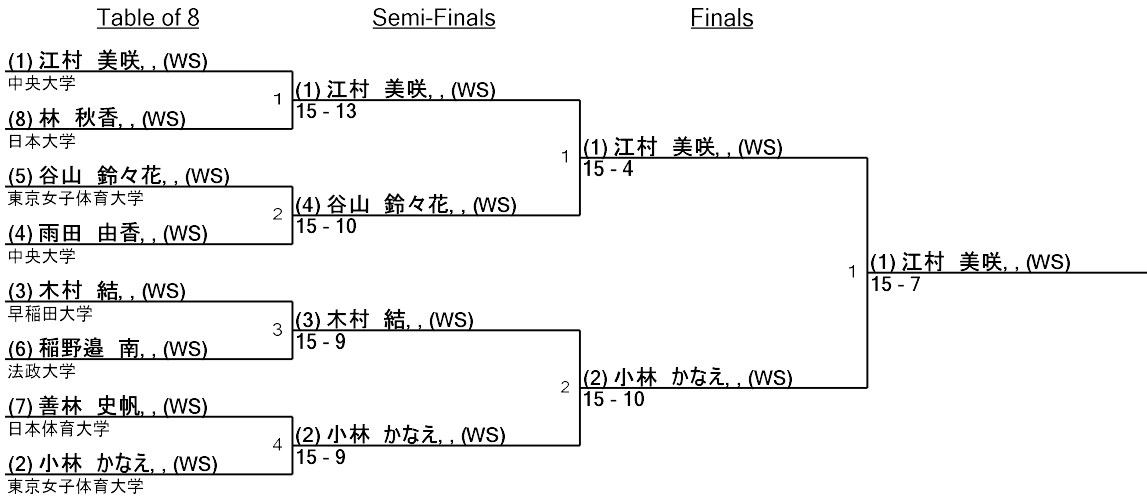 Table of 8
Semi-Finals
Finals
(1) 江村　美咲, , (WS)
中央大学
1
(8) 林　秋香, , (WS)
日本大学
(1) 江村　美咲, , (WS)
15 - 13
(5) 谷山　鈴々花, , (WS)
東京女子体育大学
2
(4) 雨田　由香, , (WS)
中央大学
(4) 谷山　鈴々花, , (WS)
15 - 10
1
(1) 江村　美咲, , (WS)
15 - 4
(3) 木村　結, , (WS)
早稲田大学
3
(6) 稲野邉　南, , (WS)
法政大学
(3) 木村　結, , (WS)
15 - 9
(7) 善林　史帆, , (WS)
日本体育大学
4
(2) 小林　かなえ, , (WS)
東京女子体育大学
(2) 小林　かなえ, , (WS)
15 - 9
2
(2) 小林　かなえ, , (WS)
15 - 10
1
(1) 江村　美咲, , (WS)
15 - 7